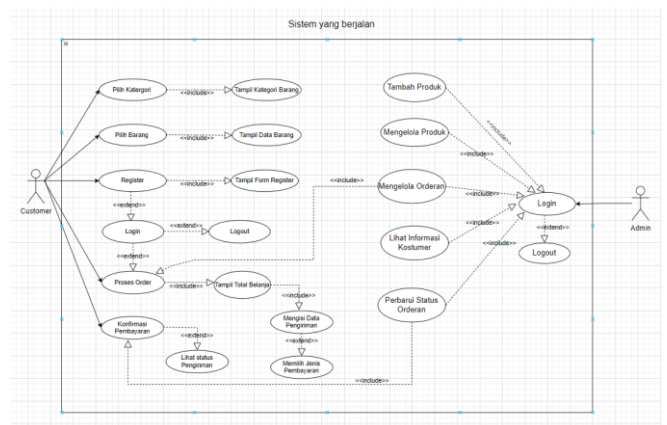 Sistem yang berjalan
Pilih Katergori
<<include>>
Tampil Kategori Barang
Tambah Produk
<<include>>
Pilih Barang
<<include>>
Tampil Data Barang
Mengelola Produk
<<include>>
Register
<<include>>
Tampil Form Register
<<include>>
Mengelola Orderan
<<include>>
Customer
<<extend>>
Login
Admin
Login
<<extend>>
Logout
<<include>>
Lihat Informasi
Kostumer
<<extend>>
<<include>>
Logout
<<extend>>
Proses Order
<<include>>
Tampil Total Belanja
<<include>>
Perbarui Status
Orderan
Konfirmasi
Pembayaran
<<extend>>
Mengisi Data
Pengiriman
<<extend>>
Lihat status
Pengiriman
Memilih Jenis
Pembayaran
<<include>>